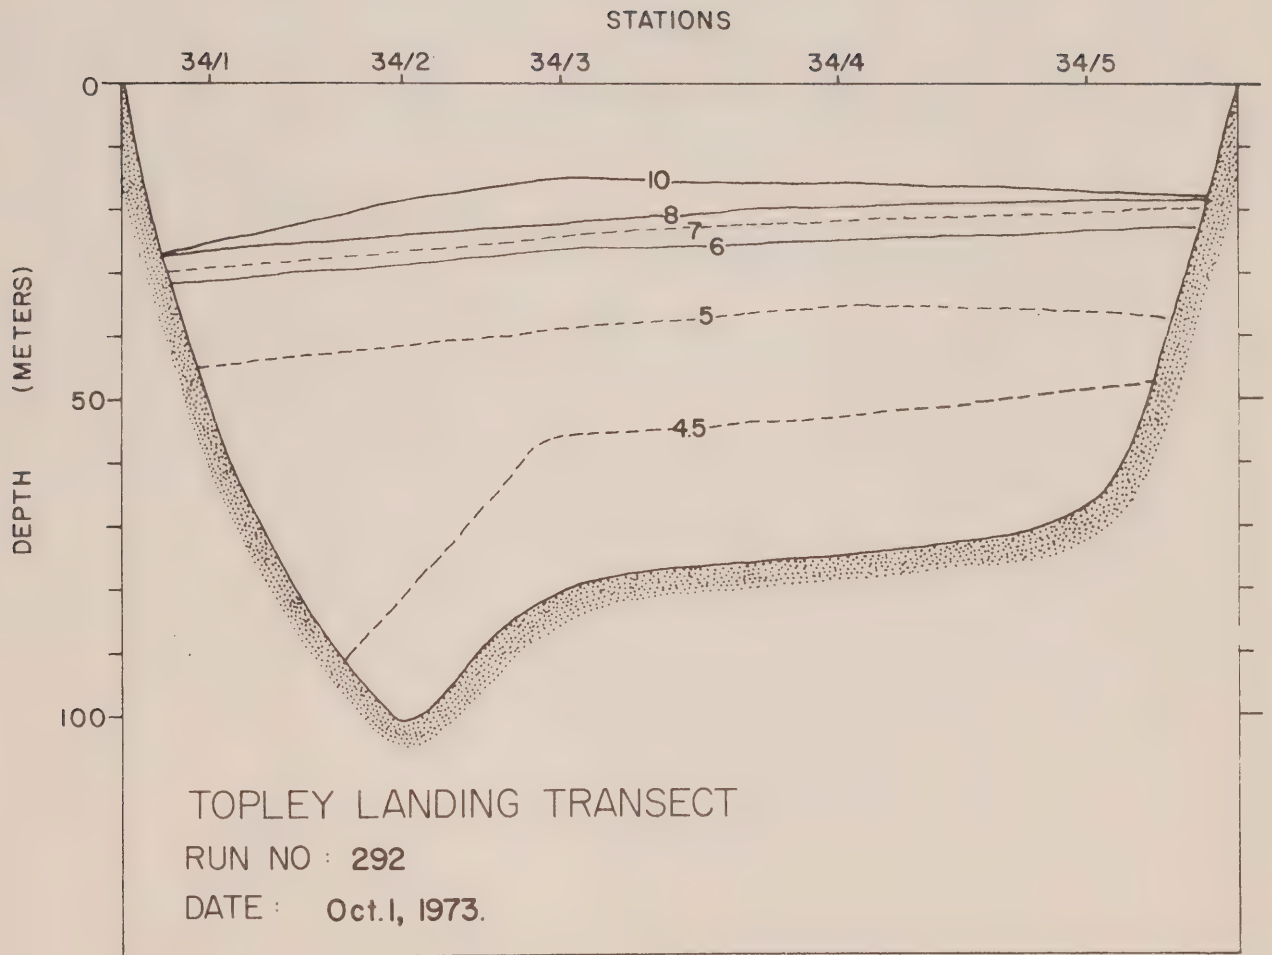 STATIONS
34/1 34/2 34/3 34/4 34/5
0
10
8
7
6
5
50
4.5
100
DEPTH (METERS)
TOPLEY LANDING TRANSECT
RUN NO : 292
DATE : Oct. 1, 1973.